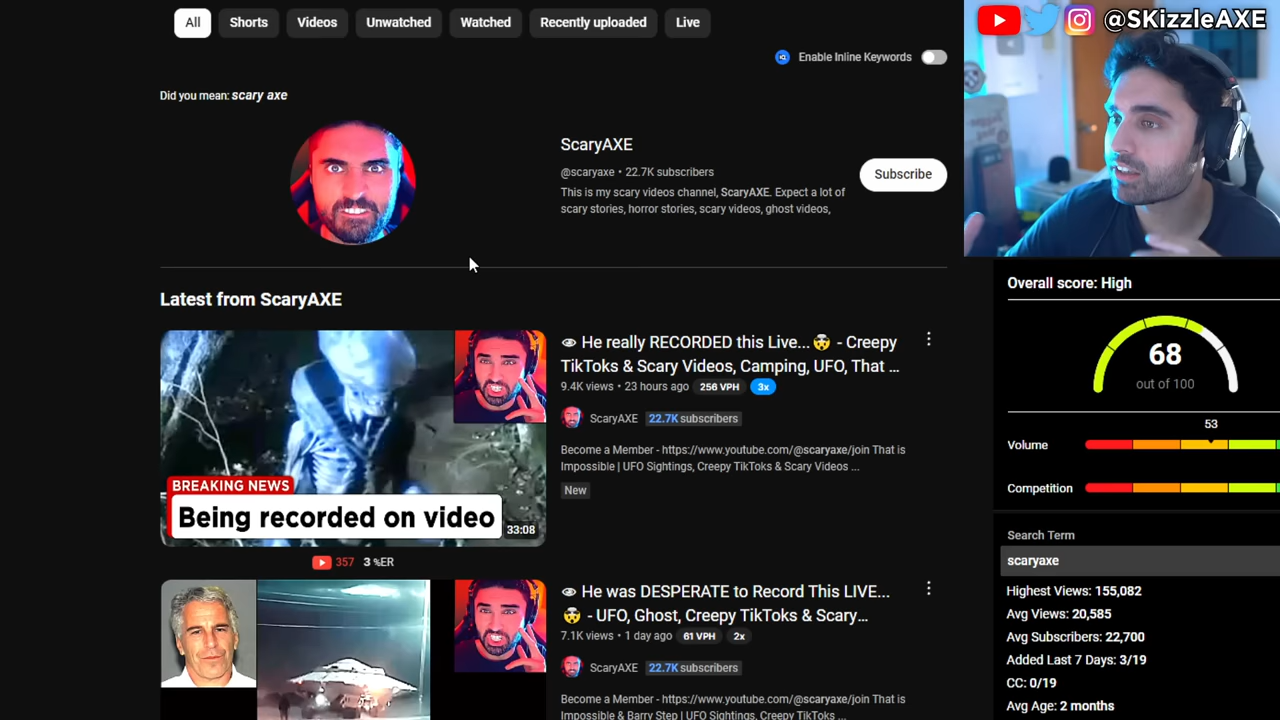 All
Shorts
Videos
Unwatched
Watched
Recently uploaded
Live
@SKizzleAXE
Enable Inline Keywords
Did you mean: scary axe
ScaryAXE
@scaryaxe • 22.7K subscribers
This is my scary videos channel, ScaryAXE. Expect a lot of
scary stories, horror stories, scary videos, ghost videos,
Subscribe
Latest from ScaryAXE
BREAKING NEWS
Being recorded on video
33:08
357 3 %ER
He really RECORDED this Live... 🤯 - Creepy
TikToks & Scary Videos, Camping, UFO, That ...
9.4K views • 23 hours ago 256 VPH 3x
ScaryAXE 22.7K subscribers
Become a Member - https://www.youtube.com/@scaryaxe/join That is
Impossible | UFO Sightings, Creepy TikToks & Scary Videos ...
New
He was DESPERATE to Record This LIVE...
🤯 - UFO, Ghost, Creepy TikToks & Scary...
7.1K views • 1 day ago 61 VPH 2x
ScaryAXE 22.7K subscribers
Become a Member - https://www.youtube.com/@scaryaxe/join That is
Impossible & Barry Step | UFO Sightings, Creepy TikToks ...
Overall score: High
68
out of 100
53
Volume
Competition
Search Term
scaryaxe
Highest Views: 155,082
Avg Views: 20,585
Avg Subscribers: 22,700
Added Last 7 Days: 3/19
CC: 0/19
Avg Age: 2 months